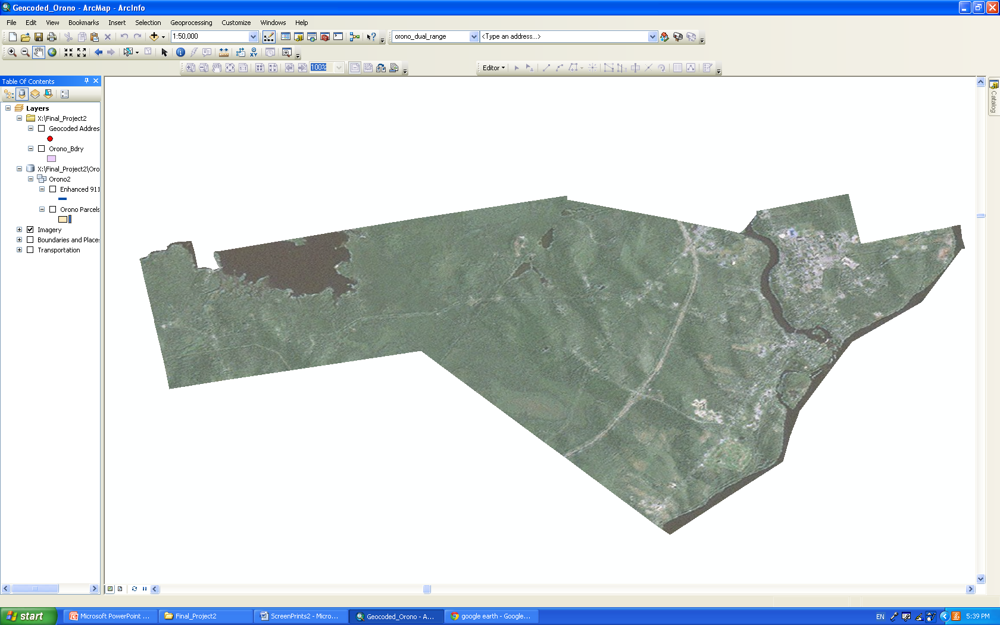 Geocoded_Orono - ArcMap - ArcInfo
File Edit View Bookmarks Insert Selection Geoprocessing Customize Windows Help
1:50,000
orono_dual_range
<Type an address...>
100%
Editor
Table Of Contents
Layers
X:\Final_Project2
Geocoded Addres
Orono_Bdry
X:\Final_Project2\Oro
Orono2
Enhanced 911
Orono Parcels
Imagery
Boundaries and Place
Transportation
Catalog
start
Microsoft PowerPoint ...
Final_Project2
ScreenPrints2 - Micro...
Geocoded_Orono - A...
google earth - Google...
EN
5:39 PM